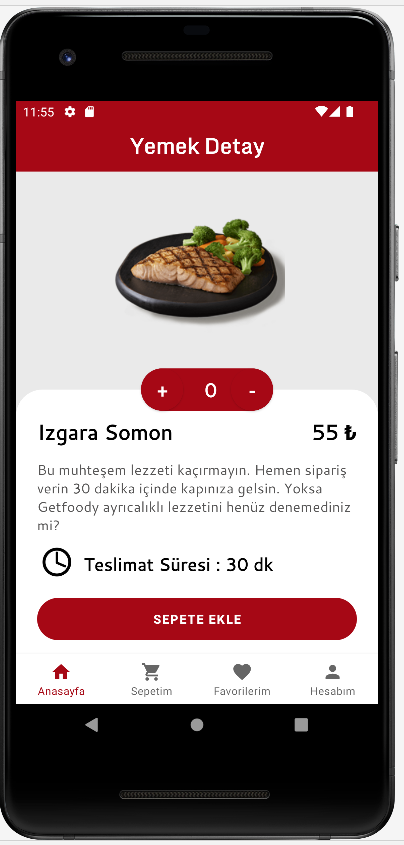 11:55
Yemek Detay
+ 0 -
Izgara Somon 55 ₺
Bu muhteşem lezzeti kaçırmayın. Hemen sipariş
verin 30 dakika içinde kapınıza gelsin. Yoksa
Getfoody ayrıcalıklı lezzetini henüz denemediniz
mi?
Teslimat Süresi : 30 dk
SEPETE EKLE
Anasayfa Sepetim Favorilerim Hesabım